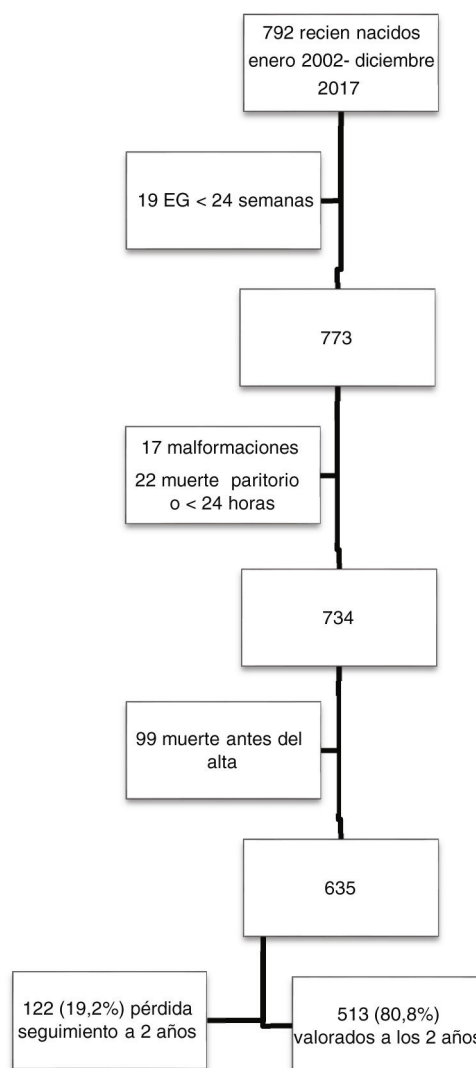 792 recien nacidos
enero 2002- diciembre
2017
19 EG < 24 semanas
773
17 malformaciones
22 muerte paritorio
o < 24 horas
734
99 muerte antes del
alta
635
122 (19,2%) pérdida
seguimiento a 2 años
513 (80,8%)
valorados a los 2 años